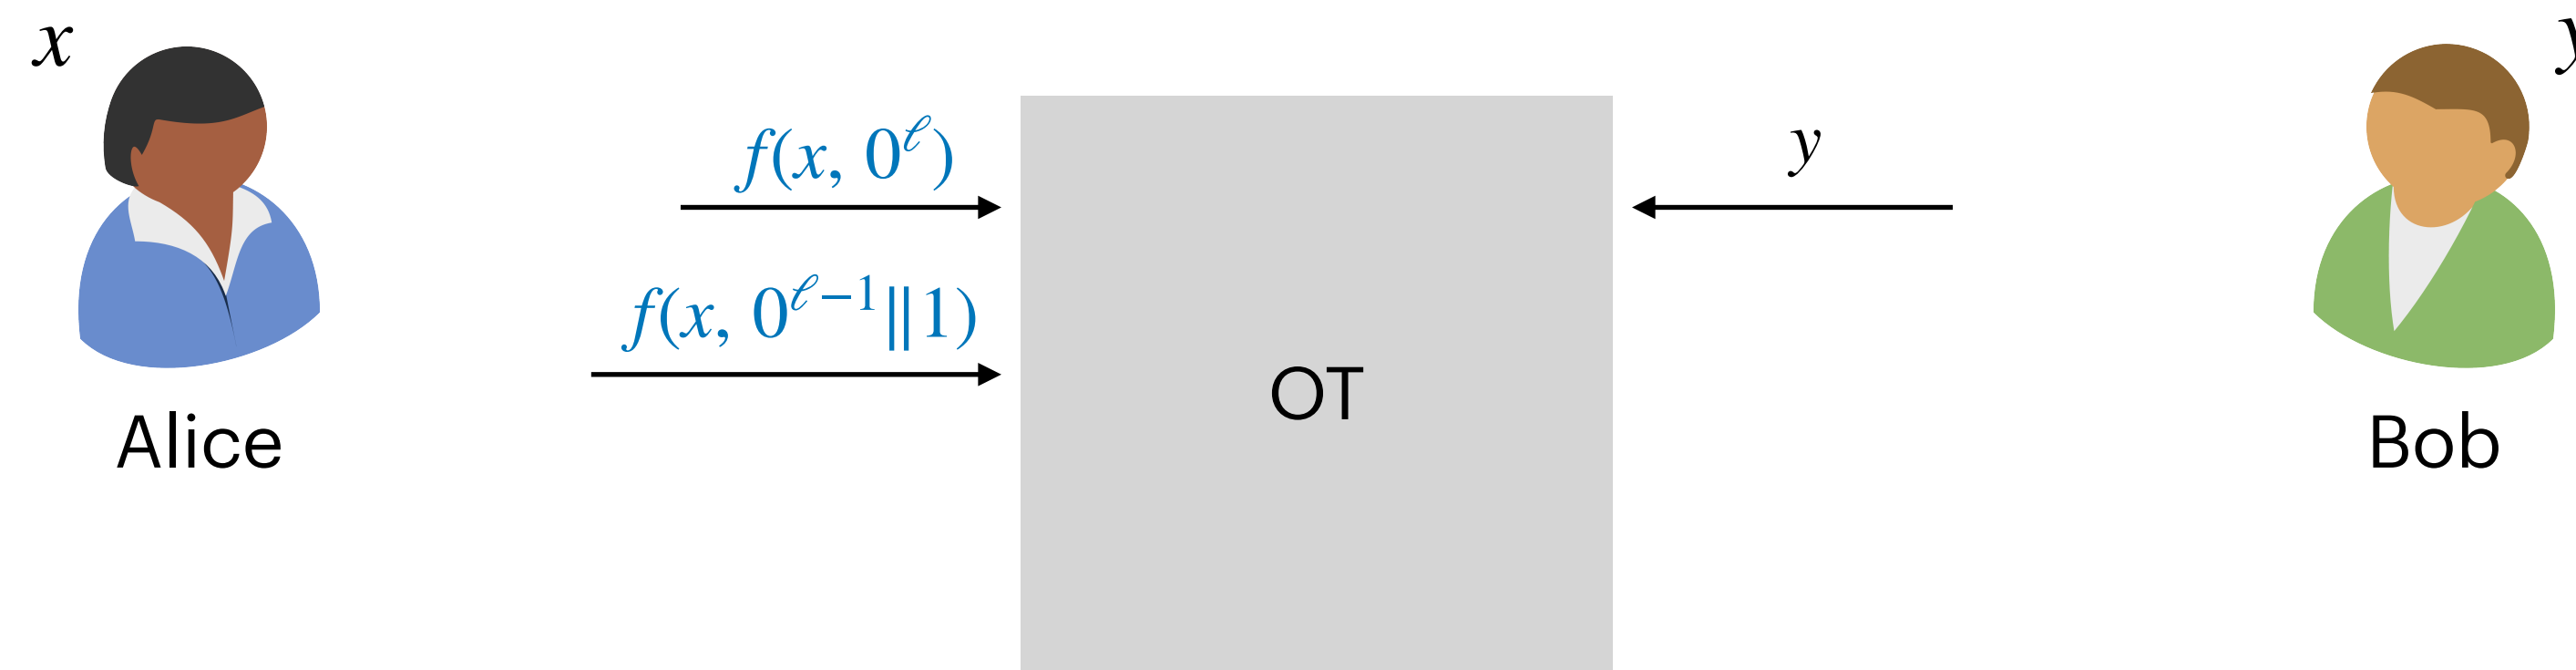 x
y
f(x, 0^ℓ)
y
f(x, 0^{ℓ−1}‖1)
OT
Alice
Bob